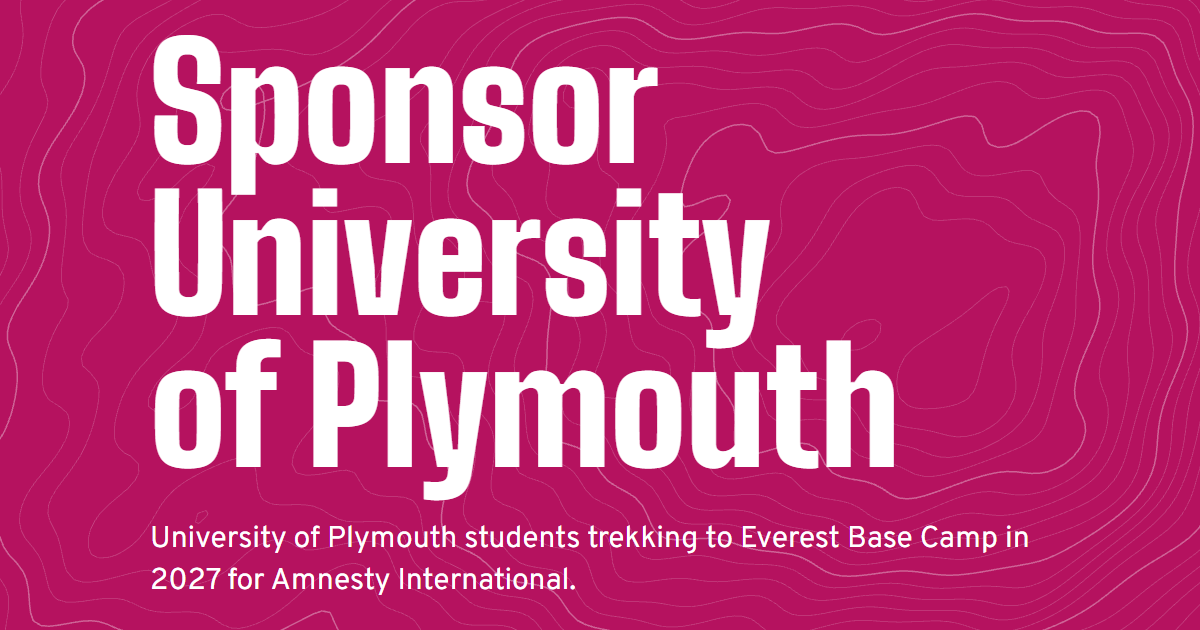 Sponsor
University
of Plymouth
University of Plymouth students trekking to Everest Base Camp in
2027 for Amnesty International.